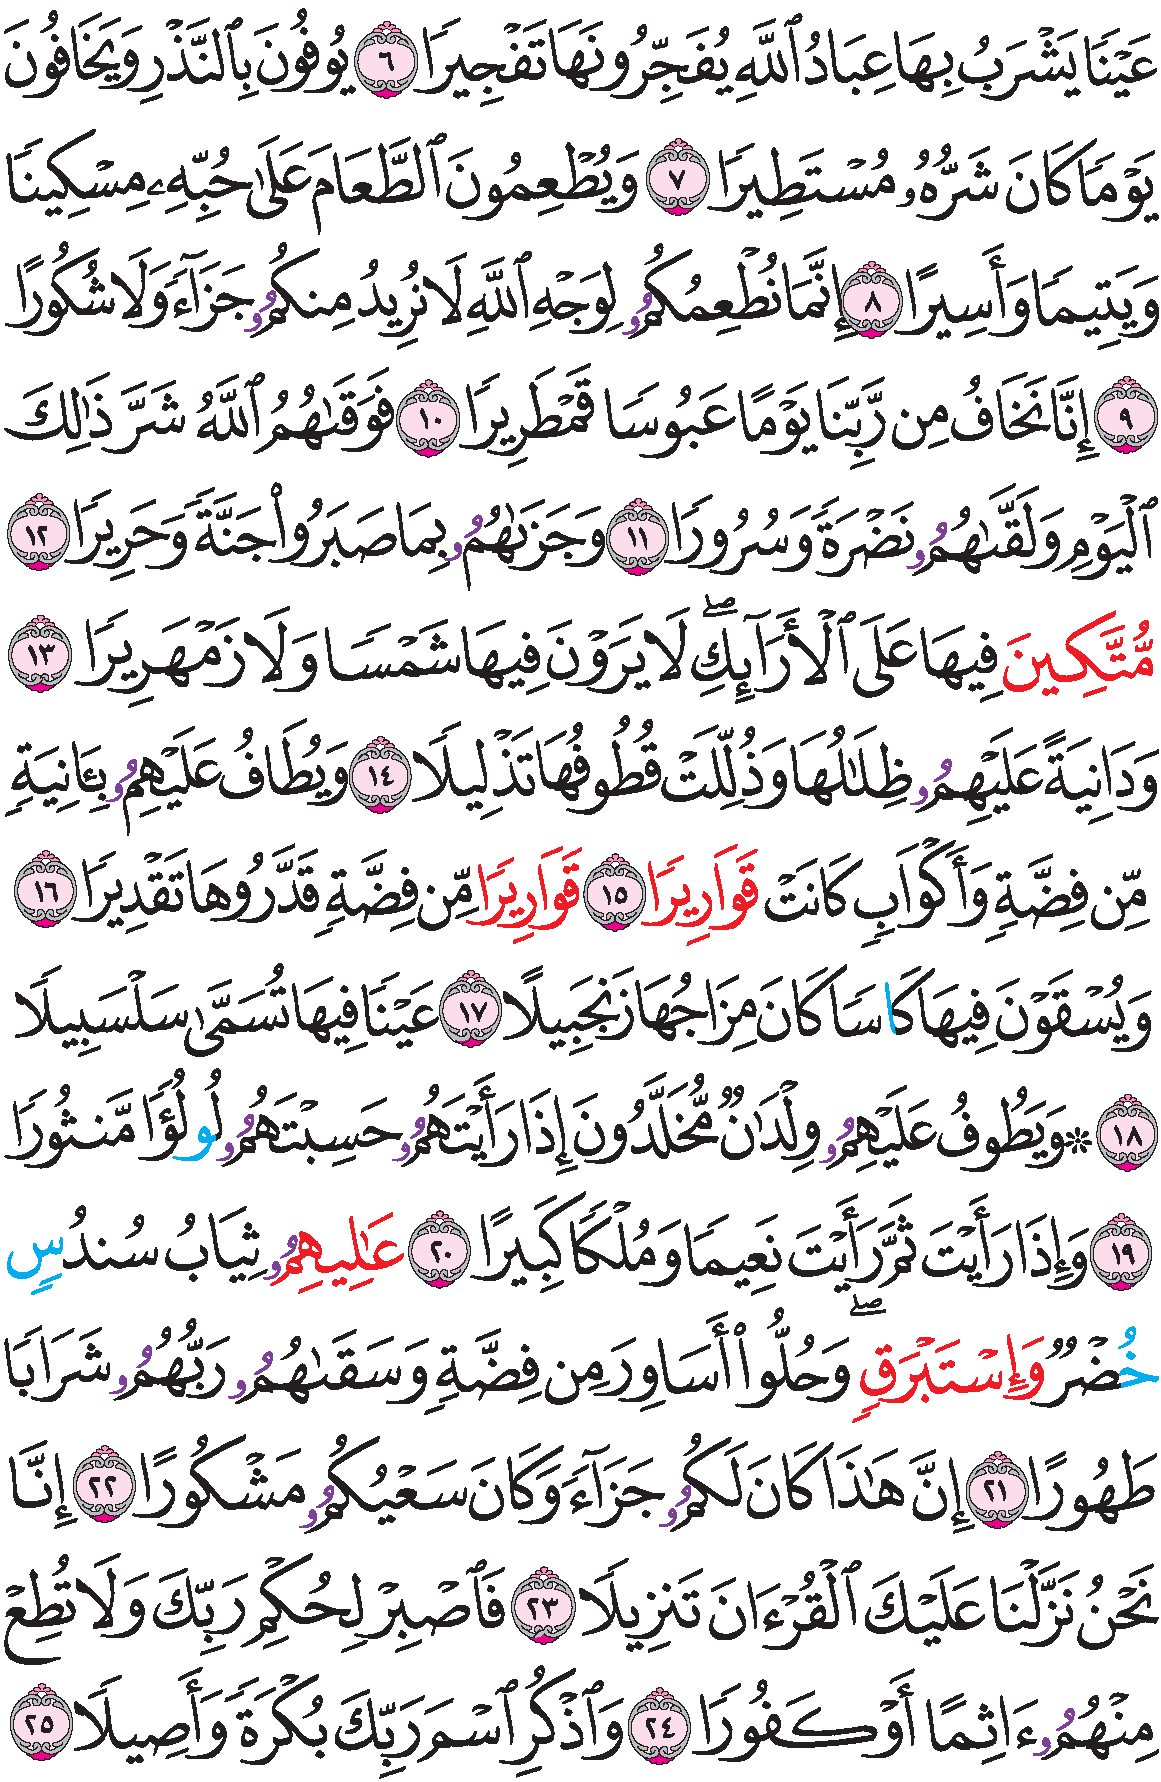 عَيۡنٗا يَشۡرَبُ بِهَا عِبَادُ ٱللَّهِ يُفَجِّرُونَهَا تَفۡجِيرٗا ٦ يُوفُونَ بِٱلنَّذۡرِ وَيَخَافُونَ
يَوۡمٗا كَانَ شَرُّهُۥ مُسۡتَطِيرٗا ٧ وَيُطۡعِمُونَ ٱلطَّعَامَ عَلَىٰ حُبِّهِۦ مِسۡكِينٗا
وَيَتِيمٗا وَأَسِيرًا ٨ إِنَّمَا نُطۡعِمُكُمُۥ لِوَجۡهِ ٱللَّهِ لَا نُرِيدُ مِنكُمُۥ جَزَآءٗ وَلَا شُكُورًا
٩ إِنَّا نَخَافُ مِن رَّبِّنَا يَوۡمًا عَبُوسٗا قَمۡطَرِيرٗا ١٠ فَوَقَىٰهُمُ ٱللَّهُ شَرَّ ذَٰلِكَ
ٱلۡيَوۡمِ وَلَقَّىٰهُمُۥ نَضۡرَةٗ وَسُرُورٗا ١١ وَجَزَىٰهُمُۥ بِمَا صَبَرُواْ جَنَّةٗ وَحَرِيرٗا ١٢
مُّتَّكِينَ فِيهَا عَلَى ٱلۡأَرَآئِكِۖ لَا يَرَوۡنَ فِيهَا شَمۡسٗا وَلَا زَمۡهَرِيرٗا ١٣
وَدَانِيَةً عَلَيۡهِمُۥ ظِلَٰلُهَا وَذُلِّلَتۡ قُطُوفُهَا تَذۡلِيلٗا ١٤ وَيُطَافُ عَلَيۡهِمُۥ بِـَٔانِيَةٖ
مِّن فِضَّةٖ وَأَكۡوَابٖ كَانَتۡ قَوَارِيرٗا ١٥ قَوَارِيرٗا مِّن فِضَّةٖ قَدَّرُوهَا تَقۡدِيرٗا ١٦
وَيُسۡقَوۡنَ فِيهَا كَاسٗا كَانَ مِزَاجُهَا زَنجَبِيلًا ١٧ عَيۡنٗا فِيهَا تُسَمَّىٰ سَلۡسَبِيلٗا
١٨ ۞ وَيَطُوفُ عَلَيۡهِمُۥ وِلۡدَٰنٞ مُّخَلَّدُونَ إِذَا رَأَيۡتَهُمُۥ حَسِبۡتَهُمُۥ لُولُؤٗا مَّنثُورٗا
١٩ وَإِذَا رَأَيۡتَ ثَمَّ رَأَيۡتَ نَعِيمٗا وَمُلۡكٗا كَبِيرًا ٢٠ عَٰلِيهِمُۥ ثِيَابُ سُندُسٍ
خُضۡرٞ وَإِسۡتَبۡرَقٖۖ وَحُلُّوٓاْ أَسَاوِرَ مِن فِضَّةٖ وَسَقَىٰهُمُۥ رَبُّهُمُۥ شَرَابٗا
طَهُورًا ٢١ إِنَّ هَٰذَا كَانَ لَكُمُۥ جَزَآءٗ وَكَانَ سَعۡيُكُمُۥ مَشۡكُورًا ٢٢ إِنَّا
نَحۡنُ نَزَّلۡنَا عَلَيۡكَ ٱلۡقُرۡءَانَ تَنزِيلٗا ٢٣ فَٱصۡبِرۡ لِحُكۡمِ رَبِّكَ وَلَا تُطِعۡ
مِنۡهُمُۥ ءَاثِمًا أَوۡ كَفُورٗا ٢٤ وَٱذۡكُرِ ٱسۡمَ رَبِّكَ بُكۡرَةٗ وَأَصِيلٗا ٢٥